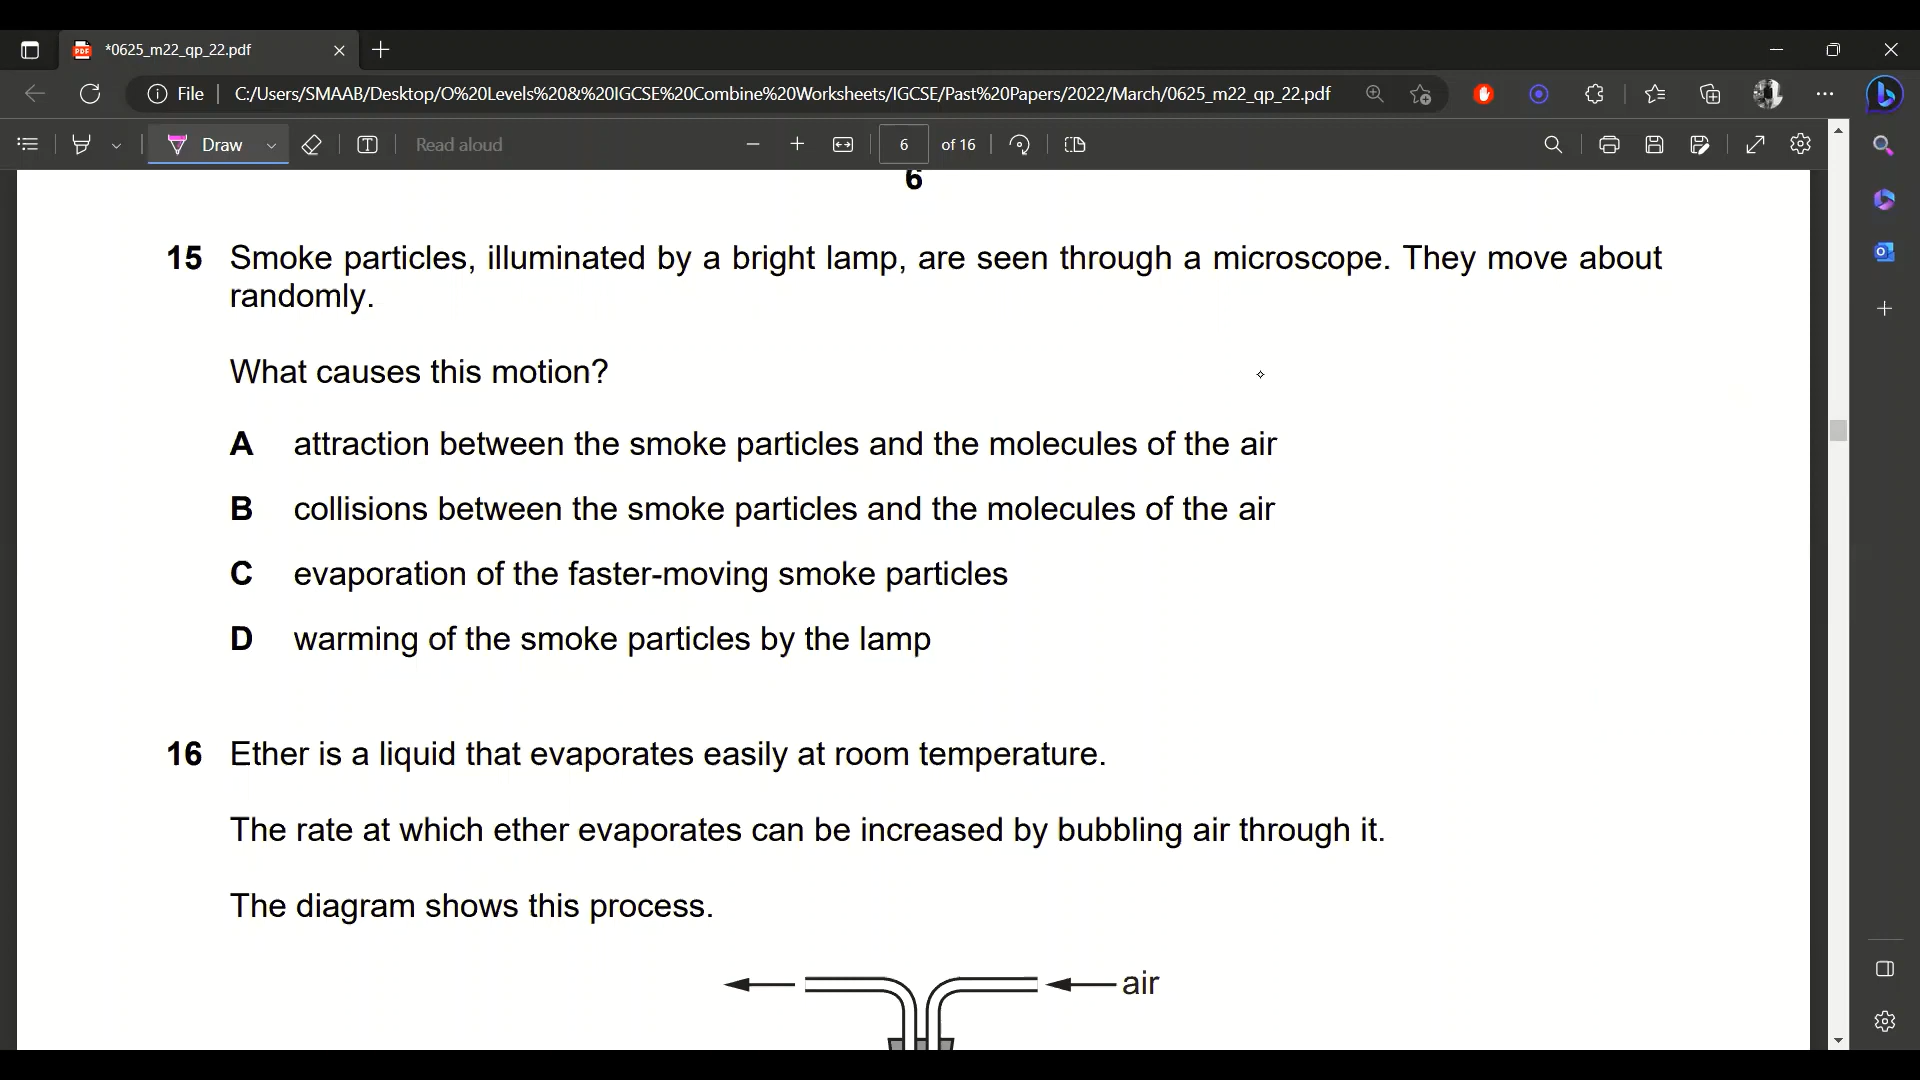 *0625_m22_qp_22.pdf
File
C:/Users/SMAAB/Desktop/O%20Levels%20&%20IGCSE%20Combine%20Worksheets/IGCSE/Past%20Papers/2022/March/0625_m22_qp_22.pdf
Draw
Read aloud
6
of 16
6
15 Smoke particles, illuminated by a bright lamp, are seen through a microscope. They move about
randomly.
What causes this motion?
A attraction between the smoke particles and the molecules of the air
B collisions between the smoke particles and the molecules of the air
C evaporation of the faster-moving smoke particles
D warming of the smoke particles by the lamp
16 Ether is a liquid that evaporates easily at room temperature.
The rate at which ether evaporates can be increased by bubbling air through it.
The diagram shows this process.
air